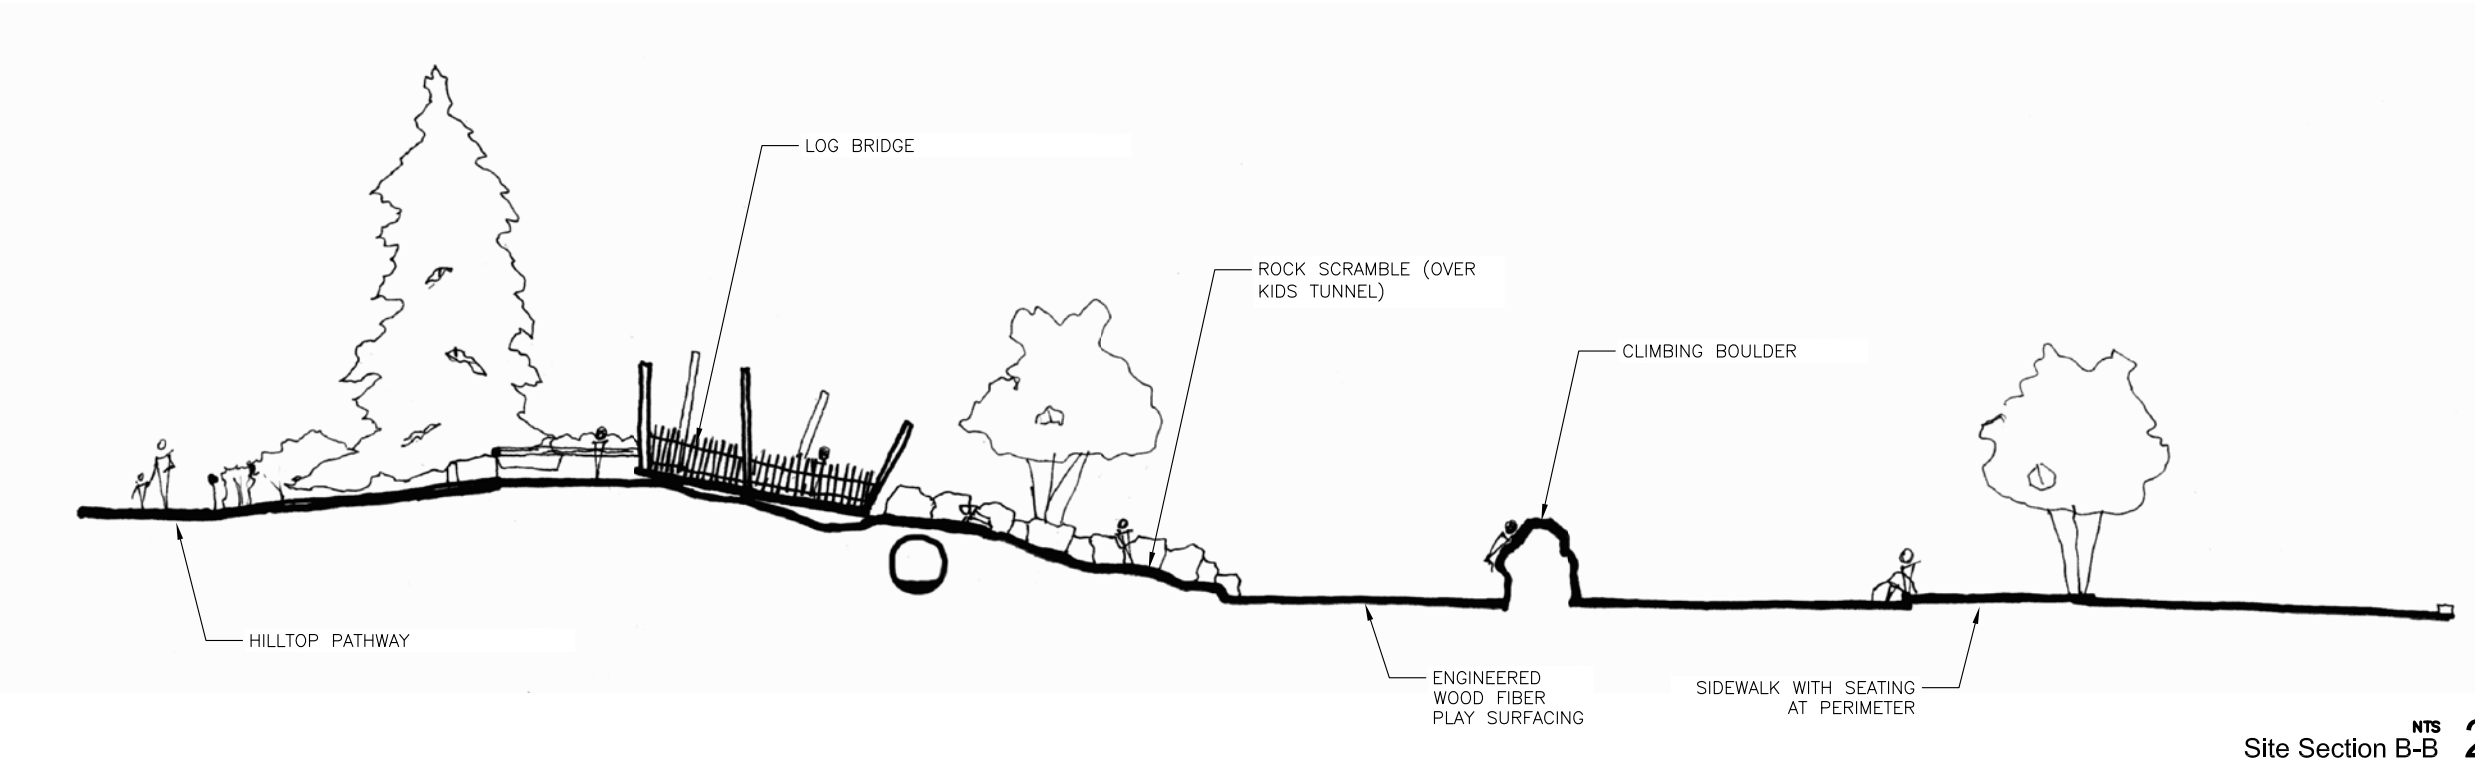 LOG BRIDGE
ROCK SCRAMBLE (OVER
KIDS TUNNEL)
CLIMBING BOULDER
HILLTOP PATHWAY
ENGINEERED
WOOD FIBER
PLAY SURFACING
SIDEWALK WITH SEATING
AT PERIMETER
NTS
Site Section B-B